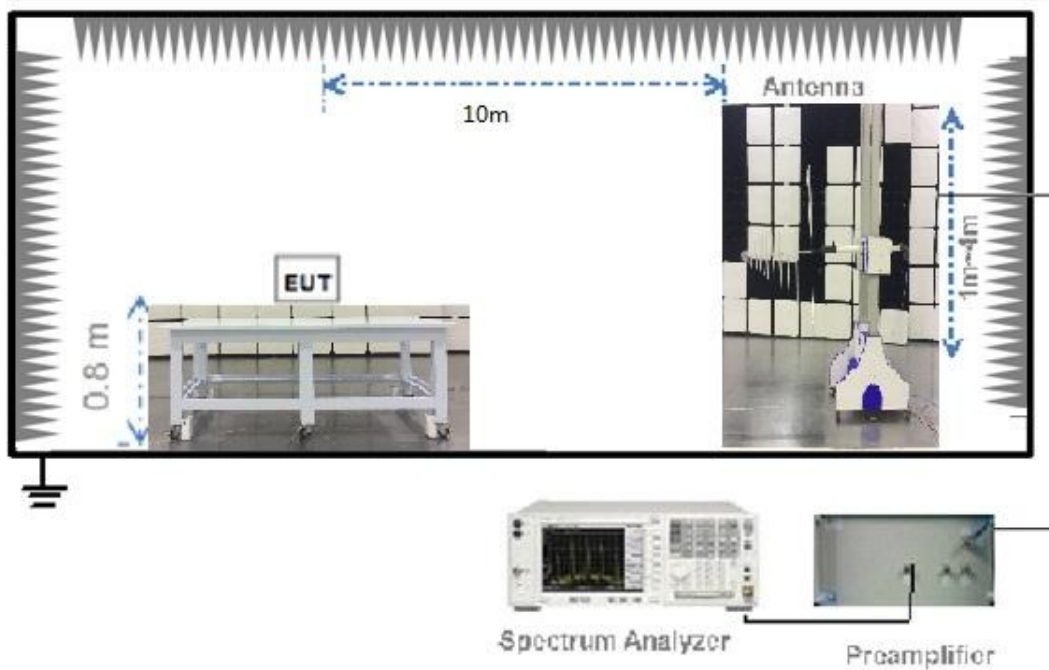 Antenna
10m
1m~4m
EUT
0.8 m
Spectrum Analyzer
Preamplifier